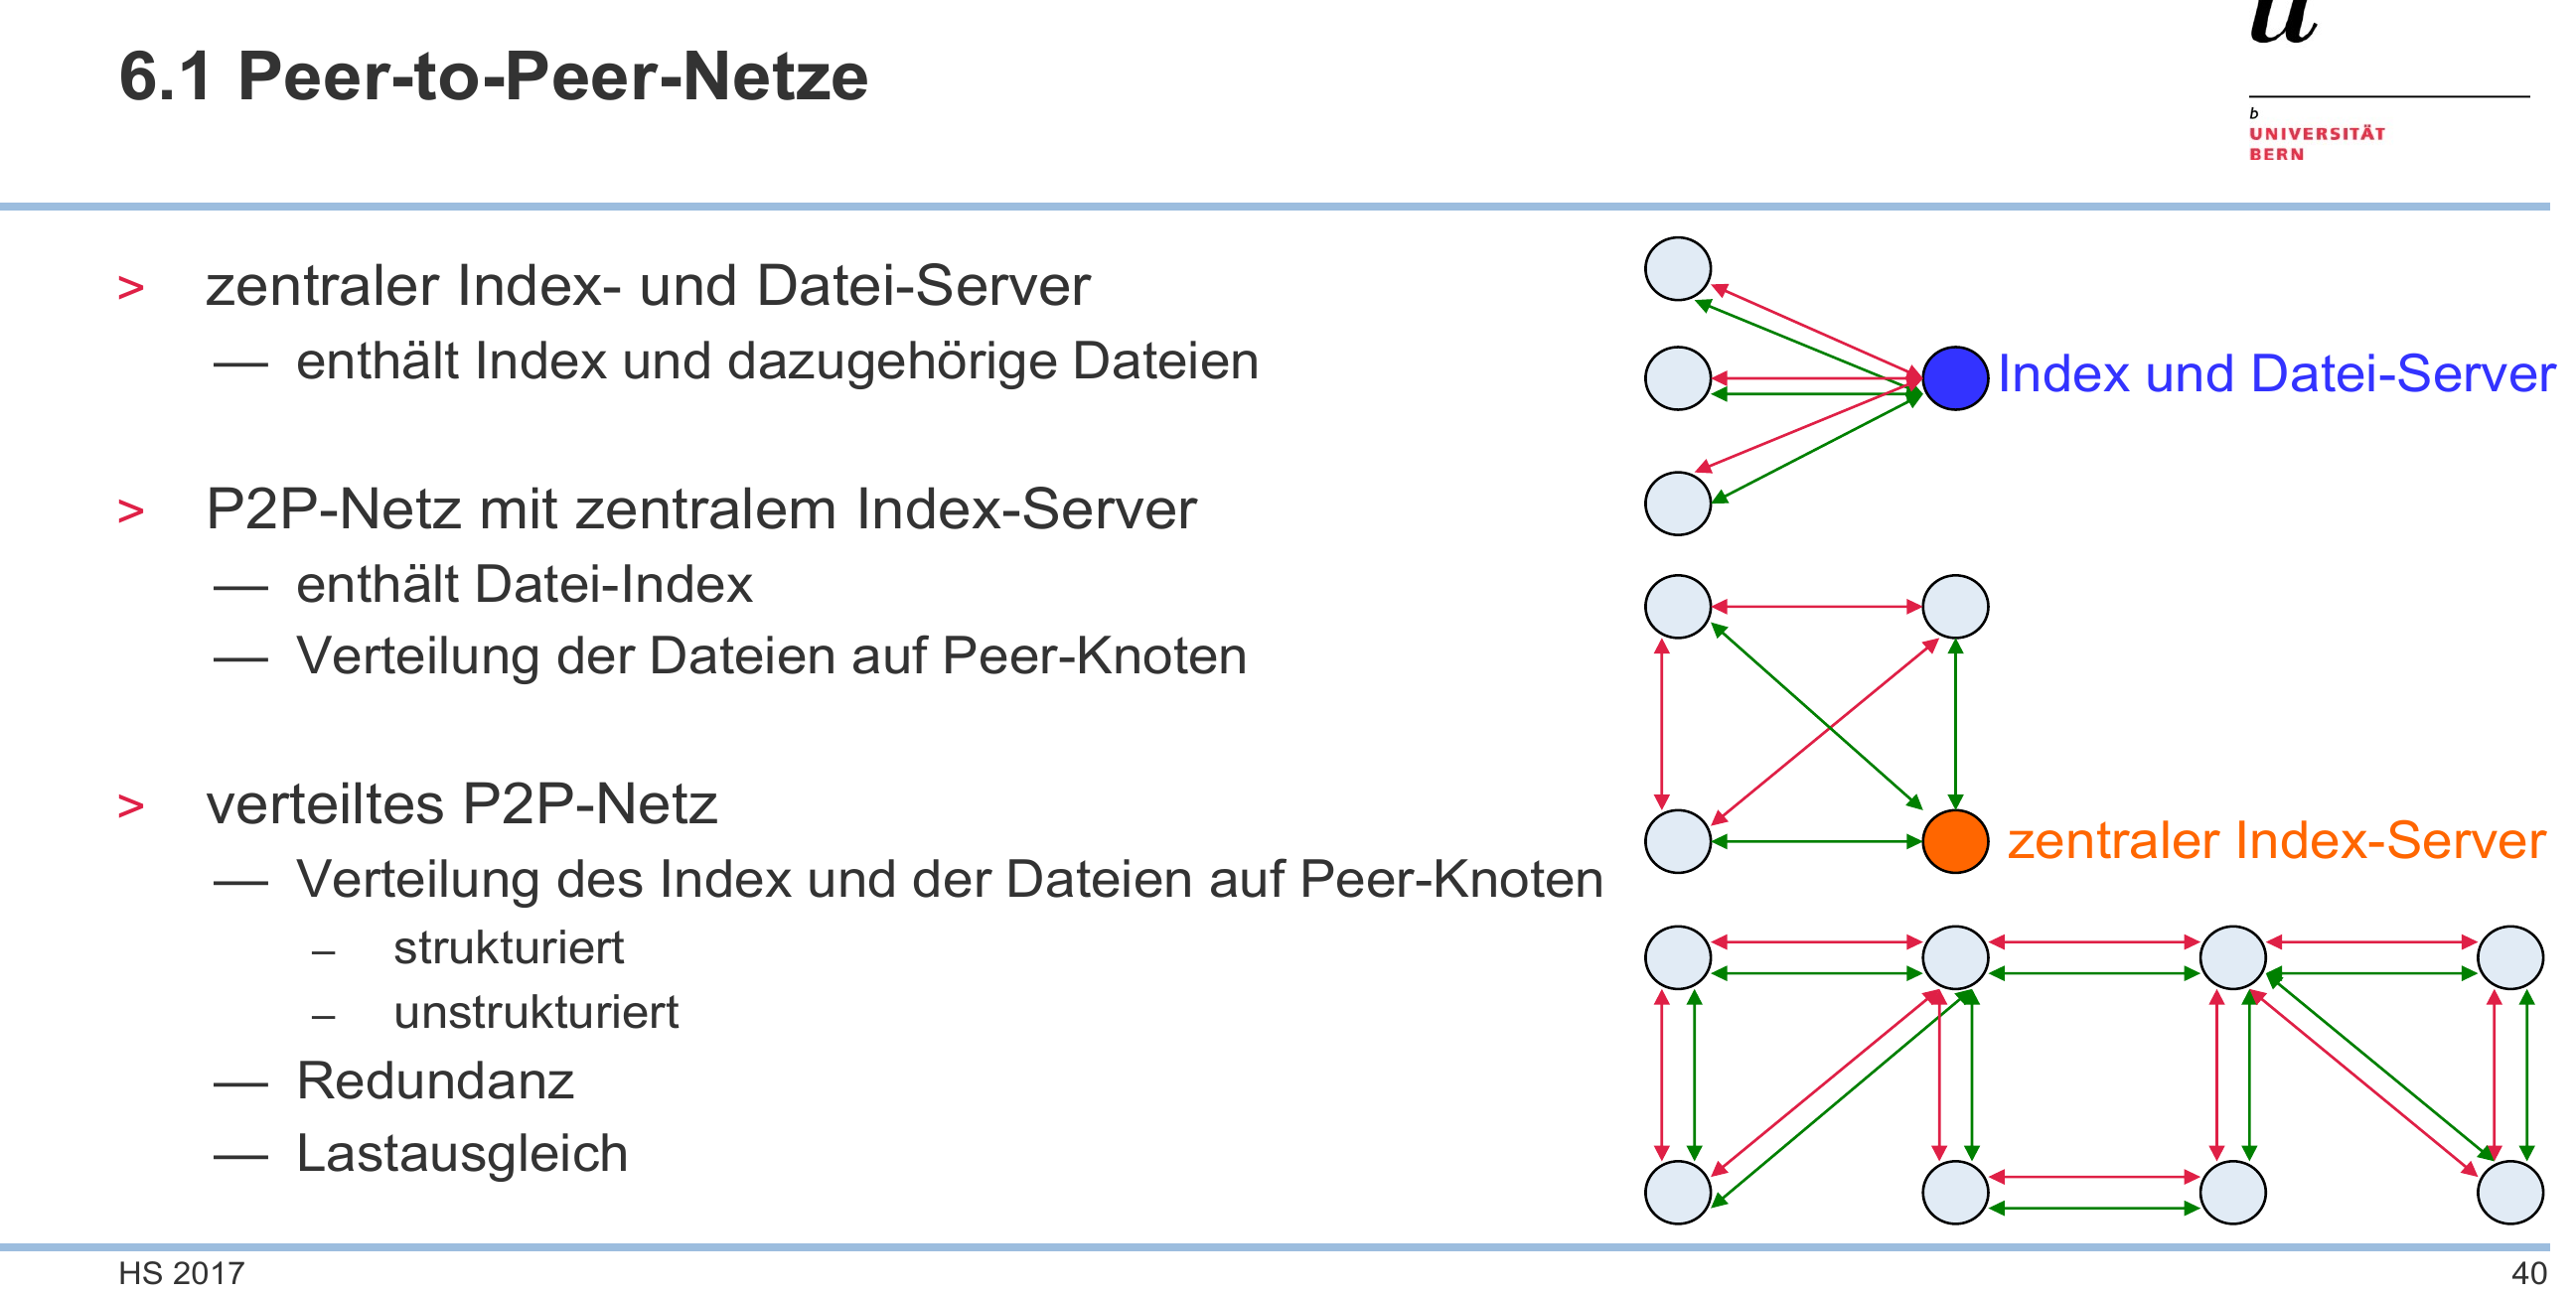 6.1 Peer-to-Peer-Netze
u
b
UNIVERSITÄT
BERN
> zentraler Index- und Datei-Server
— enthält Index und dazugehörige Dateien
Index und Datei-Server
> P2P-Netz mit zentralem Index-Server
— enthält Datei-Index
— Verteilung der Dateien auf Peer-Knoten
zentraler Index-Server
> verteiltes P2P-Netz
— Verteilung des Index und der Dateien auf Peer-Knoten
– strukturiert
– unstrukturiert
— Redundanz
— Lastausgleich
HS 2017
40